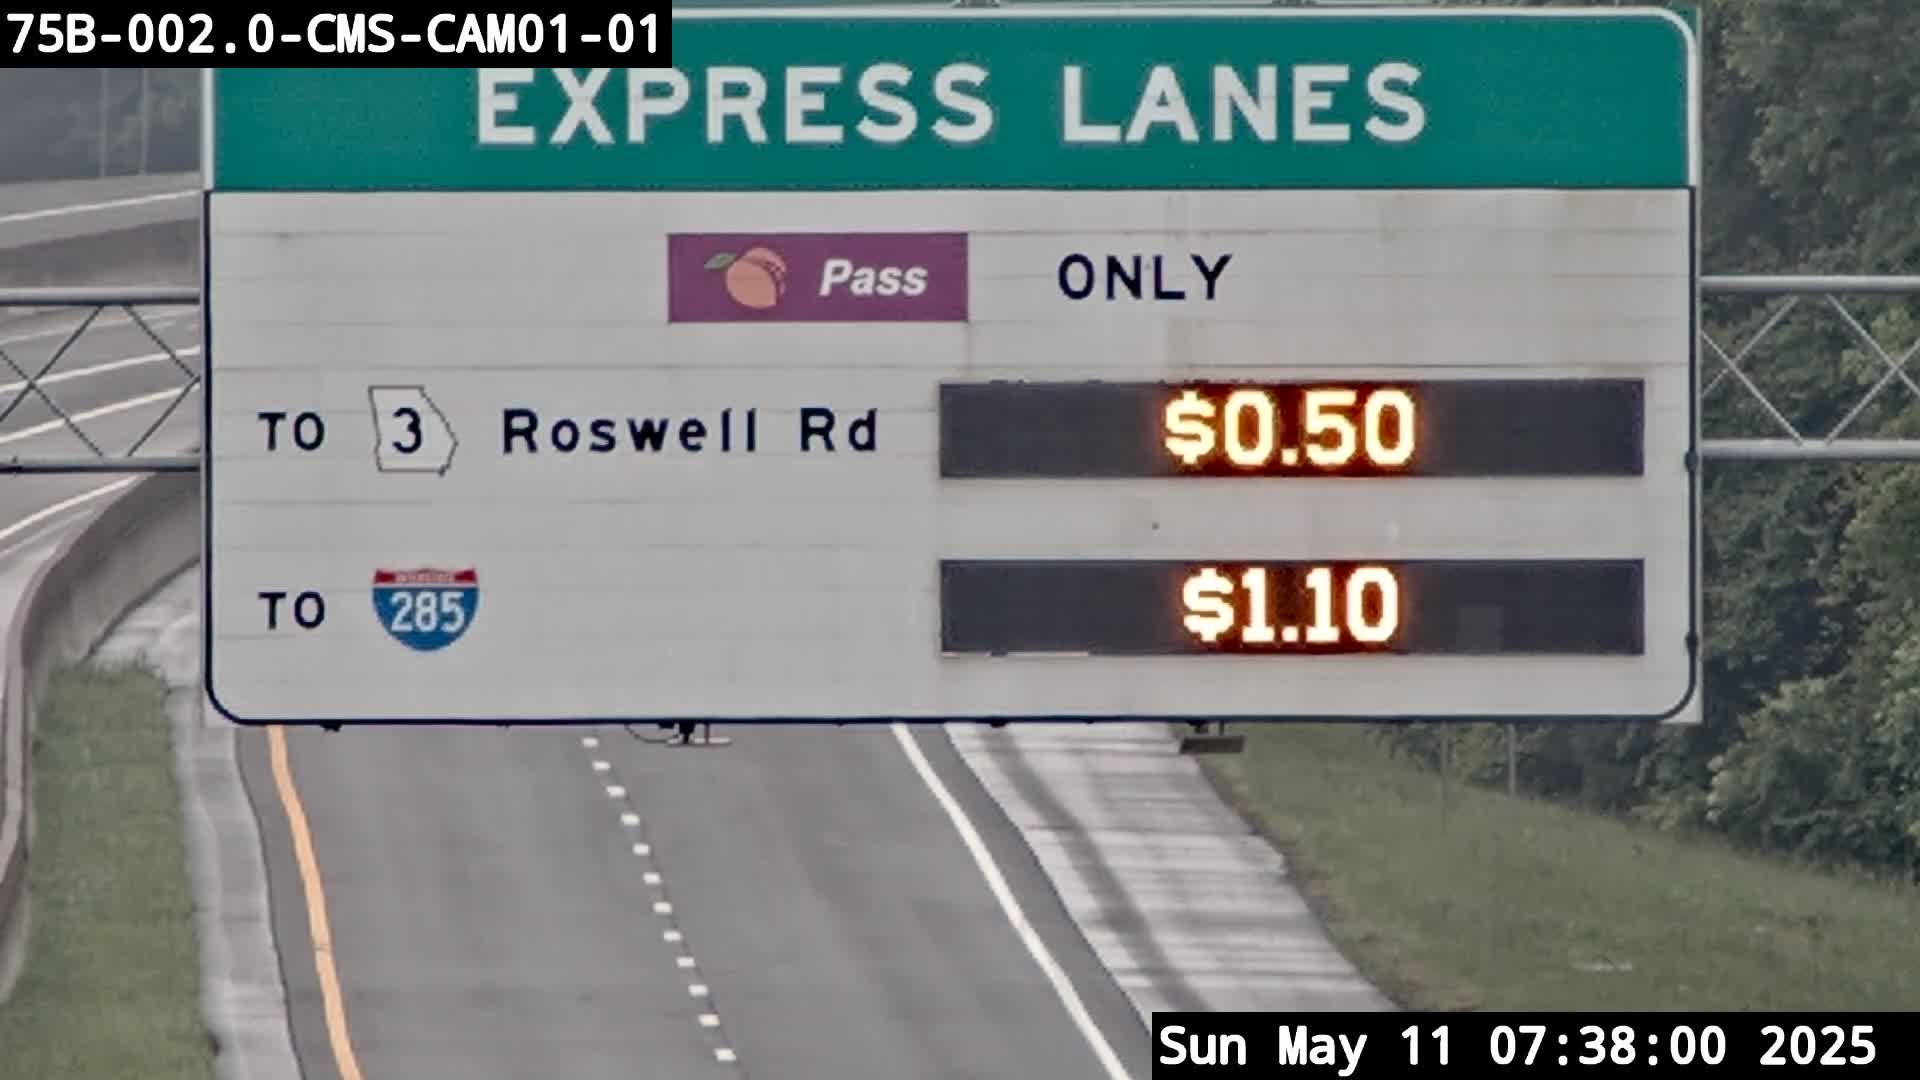 75B-002.0-CMS-CAM01-01
EXPRESS LANES
Pass ONLY
TO 3 Roswell Rd $0.50
TO INTERSTATE 285 $1.10
Sun May 11 07:38:00 2025